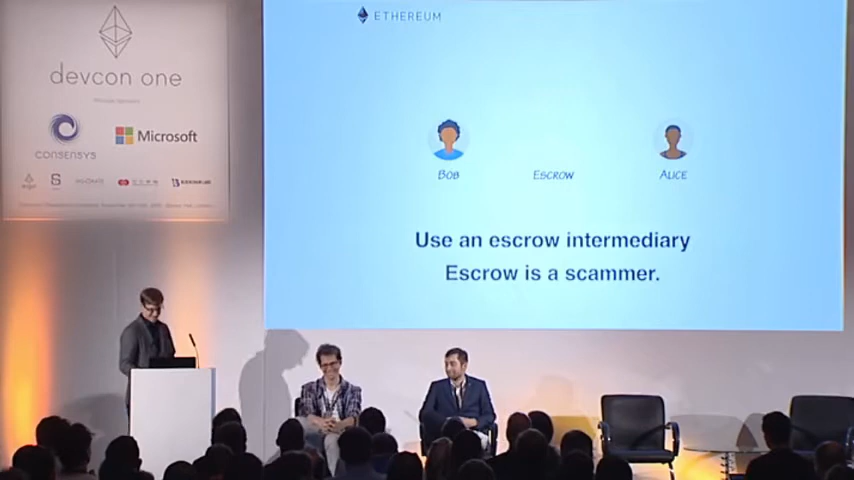 ETHEREUM
devcon one
CONSENSYS
Microsoft
BOB
ESCROW
ALICE
Use an escrow intermediary
Escrow is a scammer.